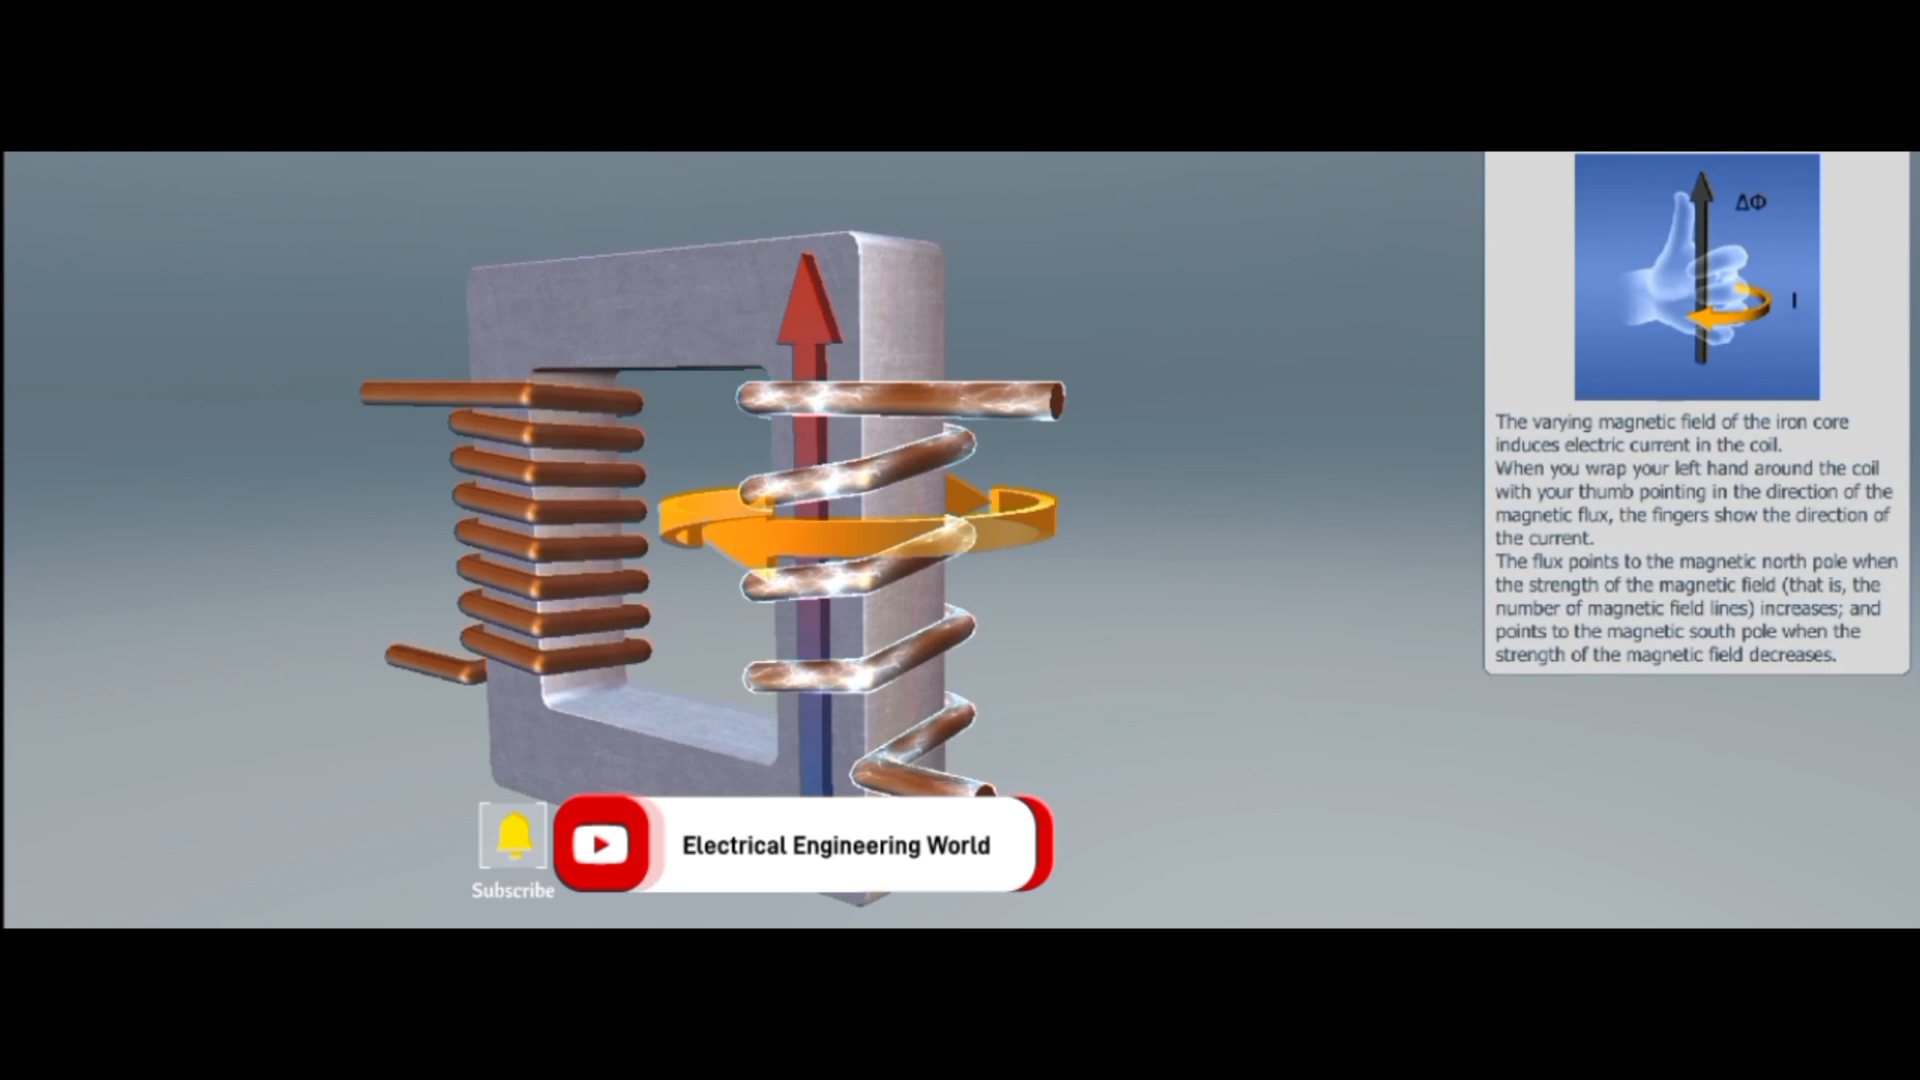 ΔΦ
I
The varying magnetic field of the iron core
induces electric current in the coil.
When you wrap your left hand around the coil
with your thumb pointing in the direction of the
magnetic flux, the fingers show the direction of
the current.
The flux points to the magnetic north pole when
the strength of the magnetic field (that is, the
number of magnetic field lines) increases; and
points to the magnetic south pole when the
strength of the magnetic field decreases.
Electrical Engineering World
Subscribe